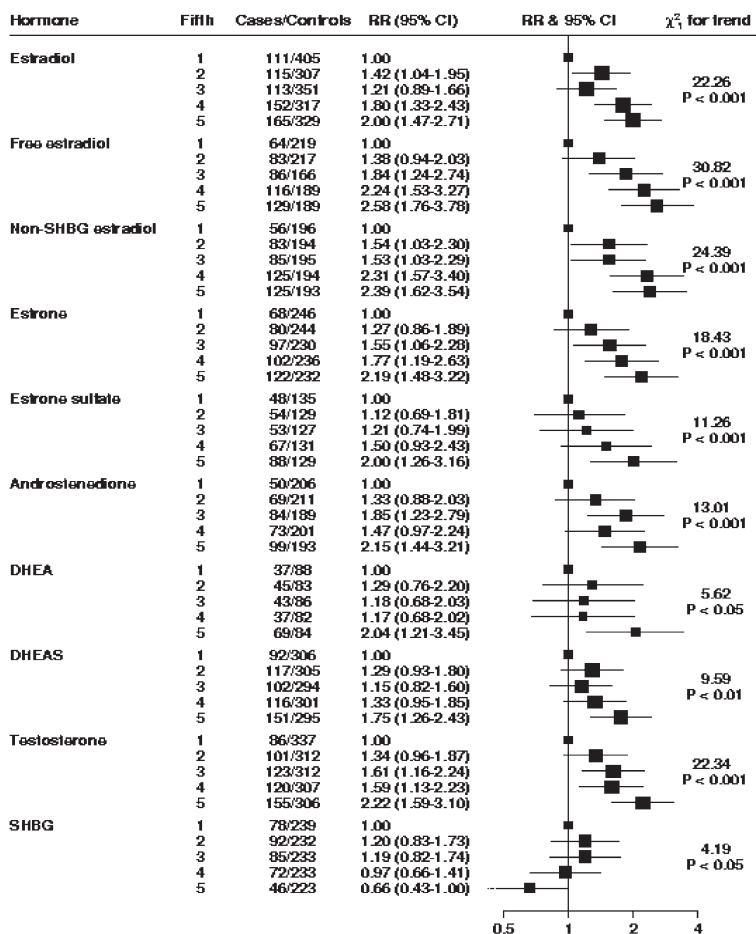 Hormone Fifth Cases/Controls RR (95% CI) RR & 95% CI χ²₁ for trend
Estradiol 1 111/405 1.00
2 115/307 1.42 (1.04-1.95)
22.26
3 113/351 1.21 (0.89-1.66)
P < 0.001
4 152/317 1.80 (1.33-2.43)
5 165/329 2.00 (1.47-2.71)
Free estradiol 1 64/219 1.00
2 83/217 1.38 (0.94-2.03)
30.82
3 86/166 1.84 (1.24-2.74)
P < 0.001
4 116/189 2.24 (1.53-3.27)
5 129/189 2.58 (1.76-3.78)
Non-SHBG estradiol 1 56/196 1.00
2 83/194 1.54 (1.03-2.30)
24.39
3 85/195 1.53 (1.03-2.29)
P < 0.001
4 125/194 2.31 (1.57-3.40)
5 125/193 2.39 (1.62-3.54)
Estrone 1 68/246 1.00
2 80/244 1.27 (0.86-1.89)
18.43
3 97/230 1.55 (1.06-2.28)
P < 0.001
4 102/236 1.77 (1.19-2.63)
5 122/232 2.19 (1.48-3.22)
Estrone sulfate 1 48/135 1.00
2 54/129 1.12 (0.69-1.81)
11.26
3 53/127 1.21 (0.74-1.99)
P < 0.001
4 67/131 1.50 (0.93-2.43)
5 88/129 2.00 (1.26-3.16)
Androstenedione 1 50/206 1.00
2 69/211 1.33 (0.88-2.03)
13.01
3 84/189 1.85 (1.23-2.79)
P < 0.001
4 73/201 1.47 (0.97-2.24)
5 99/193 2.15 (1.44-3.21)
DHEA 1 37/88 1.00
2 45/83 1.29 (0.76-2.20)
5.62
3 43/86 1.18 (0.68-2.03)
P < 0.05
4 37/82 1.17 (0.68-2.02)
5 69/84 2.04 (1.21-3.45)
DHEAS 1 92/306 1.00
2 117/305 1.29 (0.93-1.80)
9.59
3 102/294 1.15 (0.82-1.60)
P < 0.01
4 116/301 1.33 (0.95-1.85)
5 151/295 1.75 (1.26-2.43)
Testosterone 1 86/337 1.00
2 101/312 1.34 (0.96-1.87)
22.34
3 123/312 1.61 (1.16-2.24)
P < 0.001
4 120/307 1.59 (1.13-2.23)
5 155/306 2.22 (1.59-3.10)
SHBG 1 78/239 1.00
2 92/232 1.20 (0.83-1.73)
4.19
3 85/233 1.19 (0.82-1.74)
P < 0.05
4 72/233 0.97 (0.66-1.41)
5 46/223 0.66 (0.43-1.00)
0.5 1 2 4